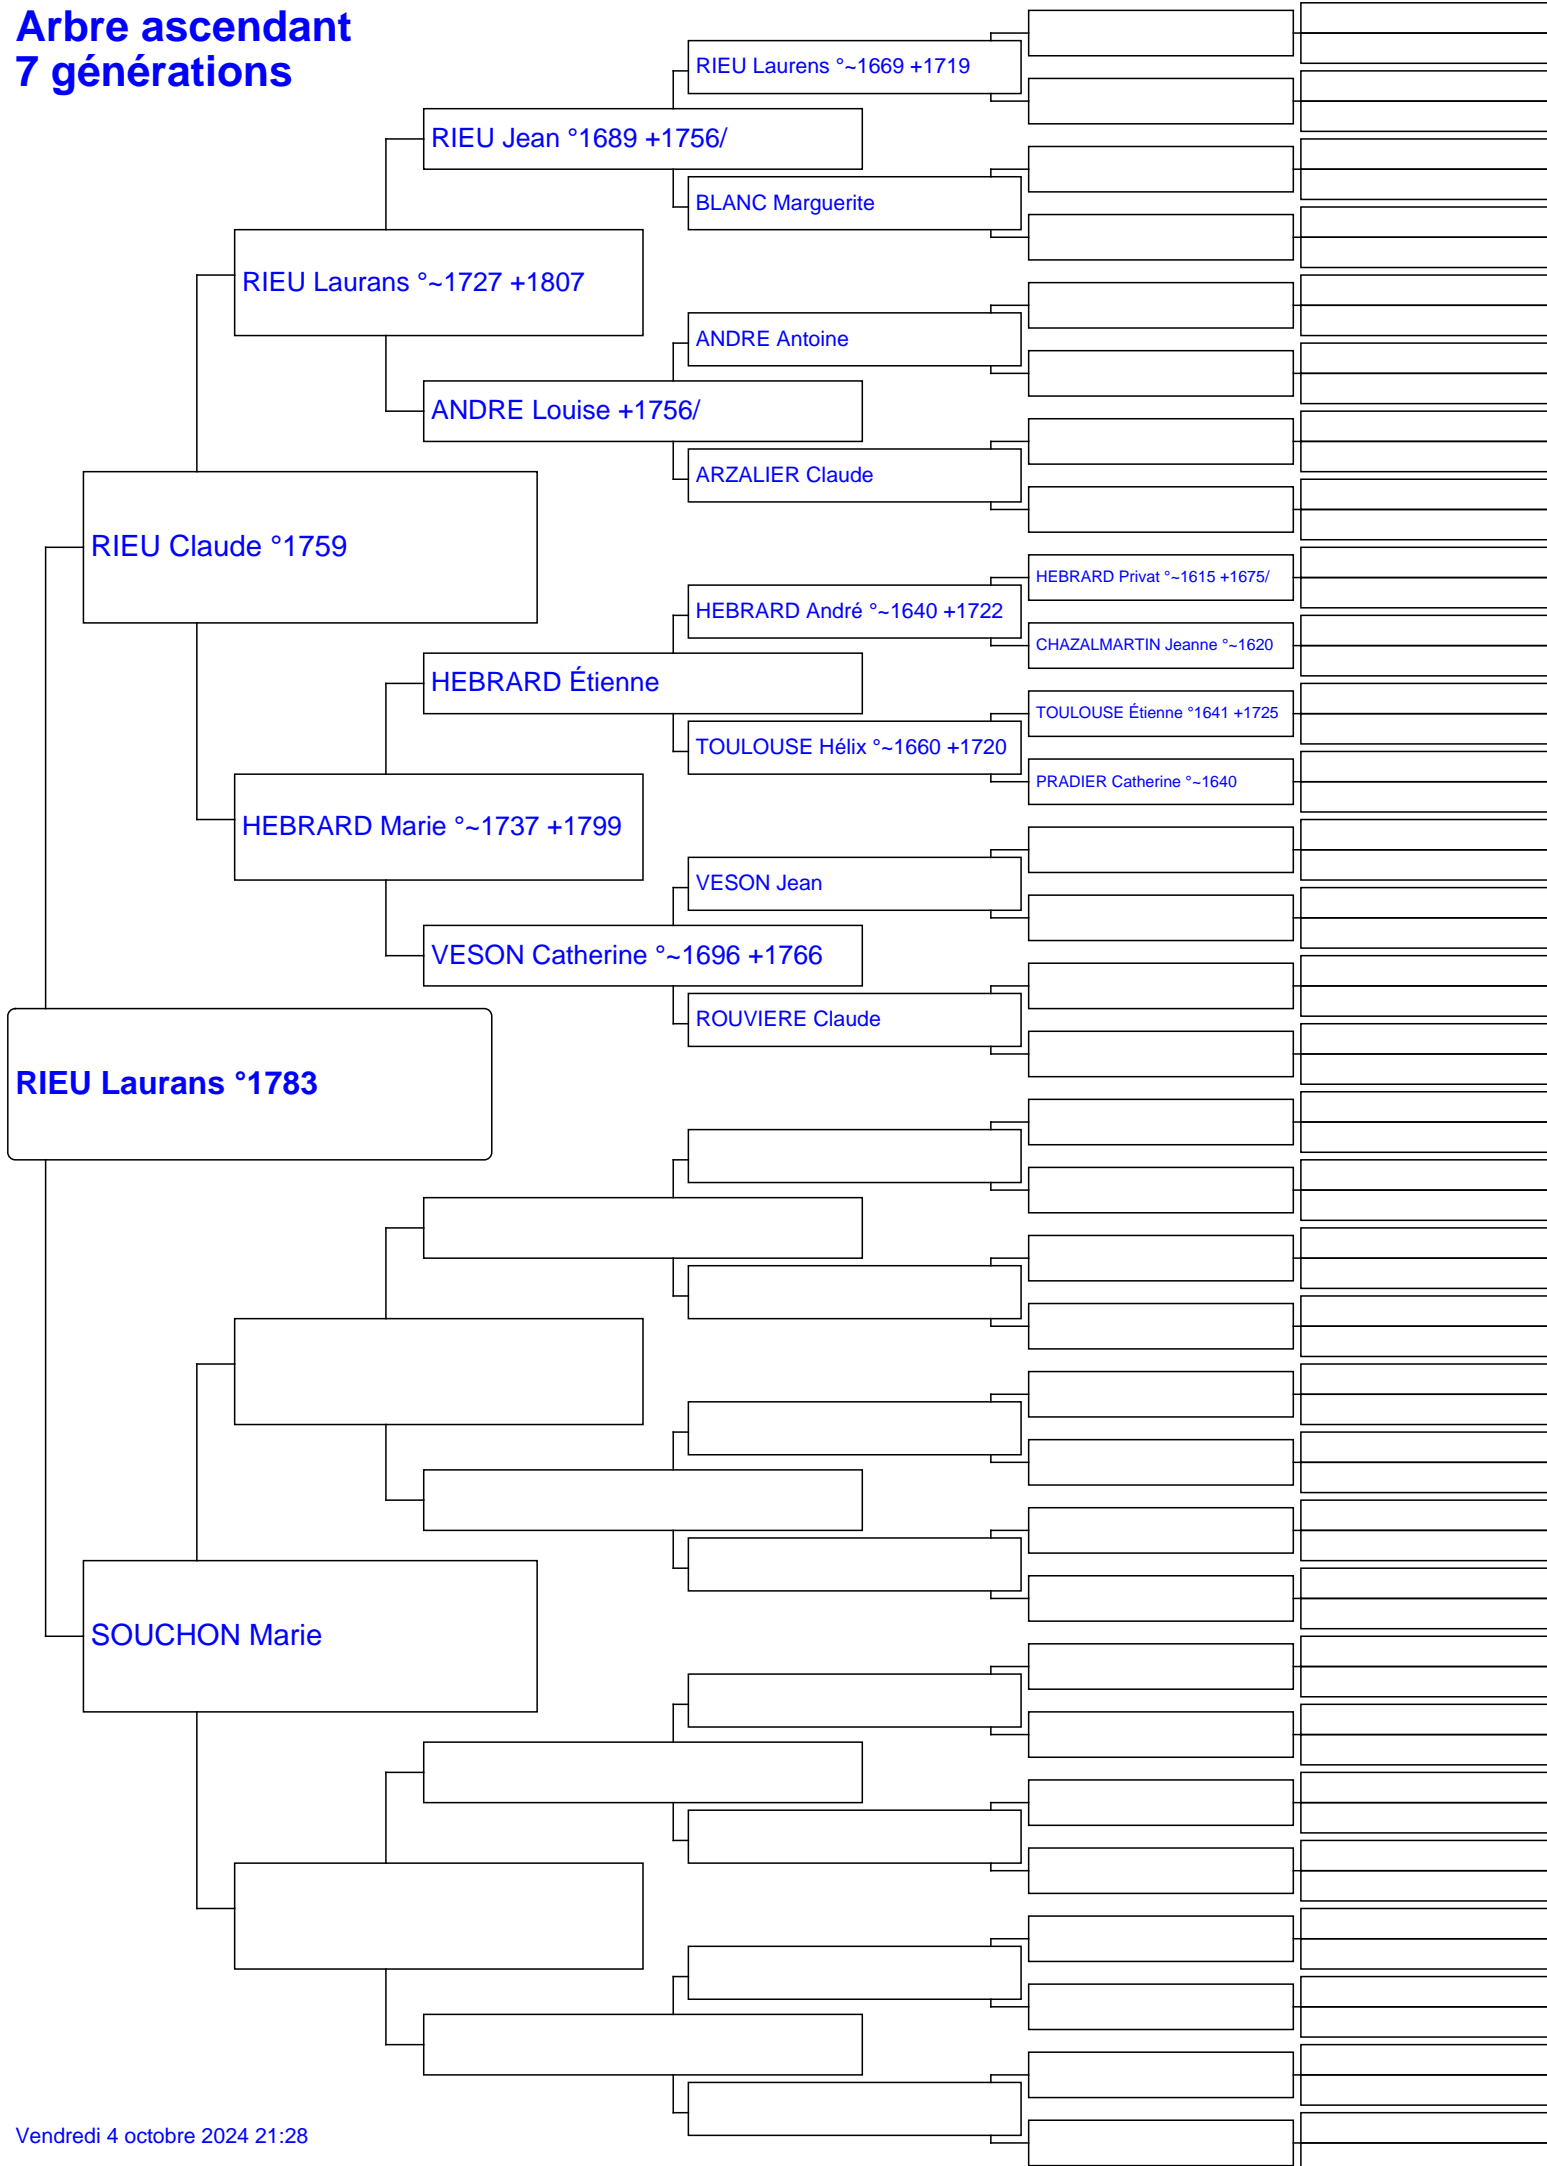 Arbre ascendant
7 générations
RIEU Laurens °~1669 +1719
RIEU Jean °1689 +1756/
BLANC Marguerite
RIEU Laurans °~1727 +1807
ANDRE Antoine
ANDRE Louise +1756/
ARZALIER Claude
RIEU Claude °1759
HEBRARD Privat °~1615 +1675/
HEBRARD André °~1640 +1722
CHAZALMARTIN Jeanne °~1620
HEBRARD Étienne
TOULOUSE Étienne °1641 +1725
TOULOUSE Hélix °~1660 +1720
PRADIER Catherine °~1640
HEBRARD Marie °~1737 +1799
VESON Jean
VESON Catherine °~1696 +1766
ROUVIERE Claude
RIEU Laurans °1783
SOUCHON Marie
Vendredi 4 octobre 2024 21:28